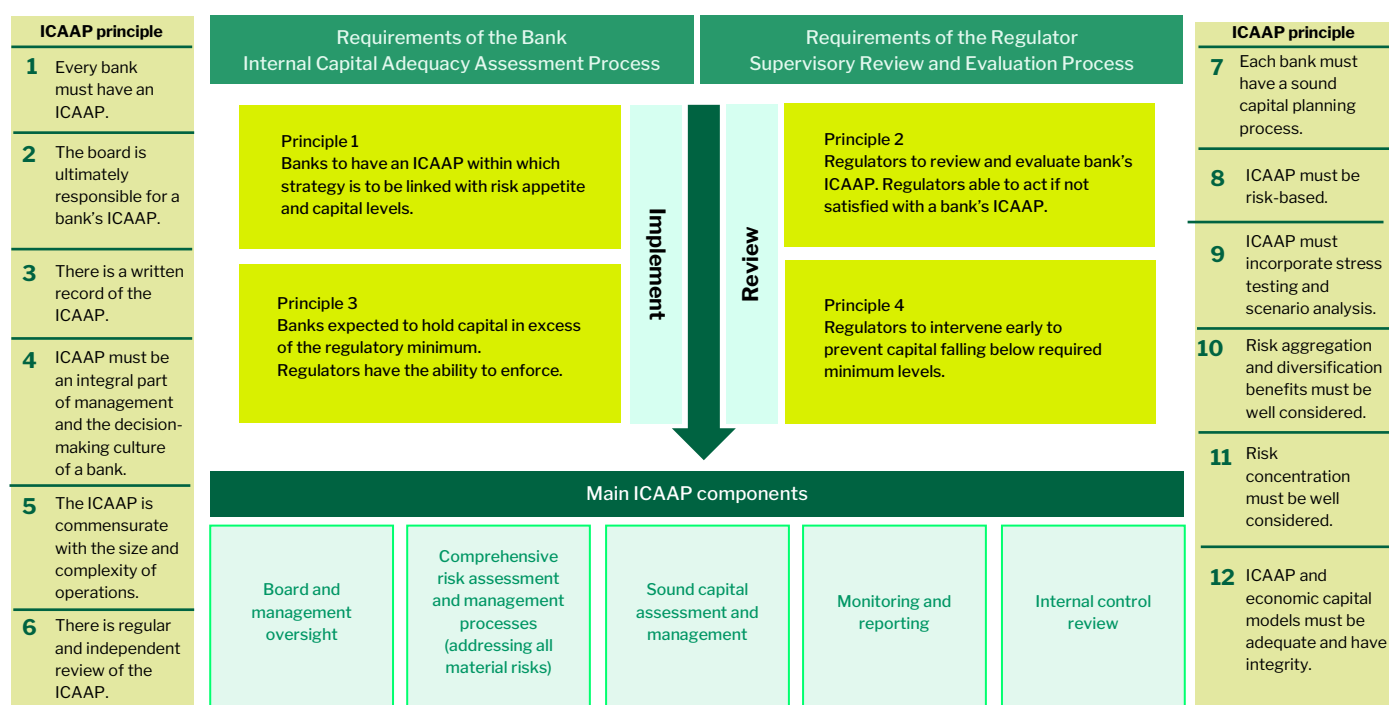 ICAAP principle
1 Every bank
must have an
ICAAP.
2 The board is
ultimately
responsible for a
bank's ICAAP.
3 There is a written
record of the
ICAAP.
4 ICAAP must be
an integral part
of management
and the decision-
making culture
of a bank.
5 The ICAAP is
commensurate
with the size and
complexity of
operations.
6 There is regular
and independent
review of the
ICAAP.
Requirements of the Bank
Internal Capital Adequacy Assessment Process
Requirements of the Regulator
Supervisory Review and Evaluation Process
Principle 1
Banks to have an ICAAP within which
strategy is to be linked with risk appetite
and capital levels.
Principle 3
Banks expected to hold capital in excess
of the regulatory minimum.
Regulators have the ability to enforce.
Implement
Review
Principle 2
Regulators to review and evaluate bank's
ICAAP. Regulators able to act if not
satisfied with a bank's ICAAP.
Principle 4
Regulators to intervene early to
prevent capital falling below required
minimum levels.
Main ICAAP components
Board and
management
oversight
Comprehensive
risk assessment
and management
processes
(addressing all
material risks)
Sound capital
assessment and
management
Monitoring and
reporting
Internal control
review
ICAAP principle
7 Each bank must
have a sound
capital planning
process.
8 ICAAP must be
risk-based.
9 ICAAP must
incorporate stress
testing and
scenario analysis.
10 Risk aggregation
and diversification
benefits must be
well considered.
11 Risk
concentration
must be well
considered.
12 ICAAP and
economic capital
models must be
adequate and have
integrity.